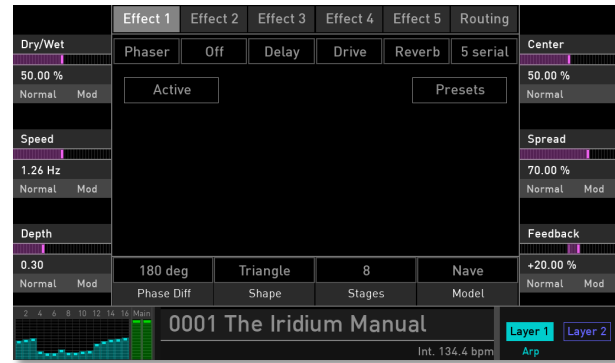 Effect 1 Effect 2 Effect 3 Effect 4 Effect 5 Routing
Phaser Off Delay Drive Reverb 5 serial
Active Presets
Dry/Wet
50.00 %
Normal Mod
Speed
1.26 Hz
Normal Mod
Depth
0.30
Normal Mod
Center
50.00 %
Normal
Spread
70.00 %
Normal Mod
Feedback
+20.00 %
Normal Mod
180 deg Triangle 8 Nave
Phase Diff Shape Stages Model
2 4 6 8 10 12 14 16 Main
0001 The Iridium Manual
Int. 134.4 bpm
Layer 1 Layer 2
Arp